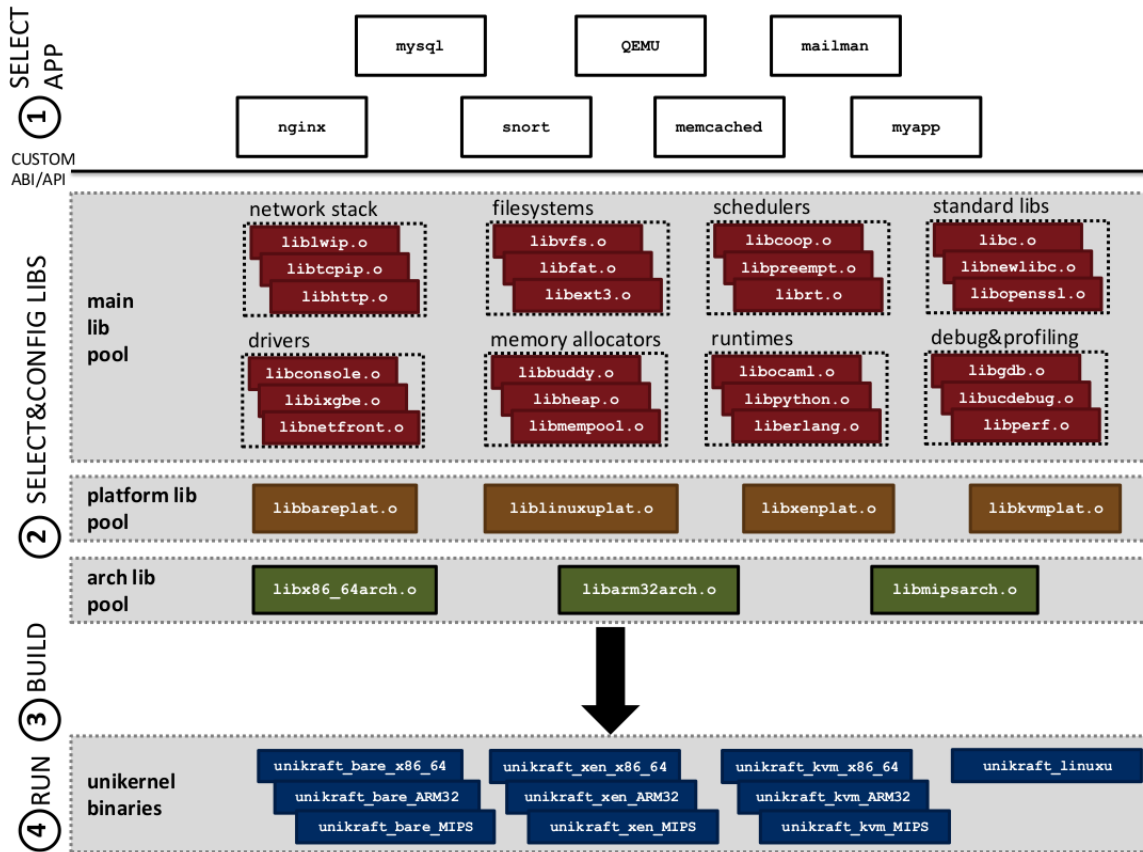 SELECT
APP
1
mysql
QEMU
mailman
nginx
snort
memcached
myapp
CUSTOM
ABI/API
2 SELECT&CONFIG LIBS
main
lib
pool
network stack
liblwip.o
libtcpip.o
libhttp.o
filesystems
libvfs.o
libfat.o
libext3.o
schedulers
libcoop.o
libpreempt.o
librt.o
standard libs
libc.o
libnewlibc.o
libopenssl.o
drivers
libconsole.o
libixgbe.o
libnetfront.o
memory allocators
libbuddy.o
libheap.o
libmempool.o
runtimes
libocaml.o
libpython.o
liberlang.o
debug&profiling
libgdb.o
libucdebug.o
libperf.o
platform lib
pool
libbareplat.o
liblinuxuplat.o
libxenplat.o
libkvmplat.o
arch lib
pool
libx86_64arch.o
libarm32arch.o
libmipsarch.o
3 BUILD
4 RUN
unikernel
binaries
unikraft_bare_x86_64
unikraft_bare_ARM32
unikraft_bare_MIPS
unikraft_xen_x86_64
unikraft_xen_ARM32
unikraft_xen_MIPS
unikraft_kvm_x86_64
unikraft_kvm_ARM32
unikraft_kvm_MIPS
unikraft_linuxu